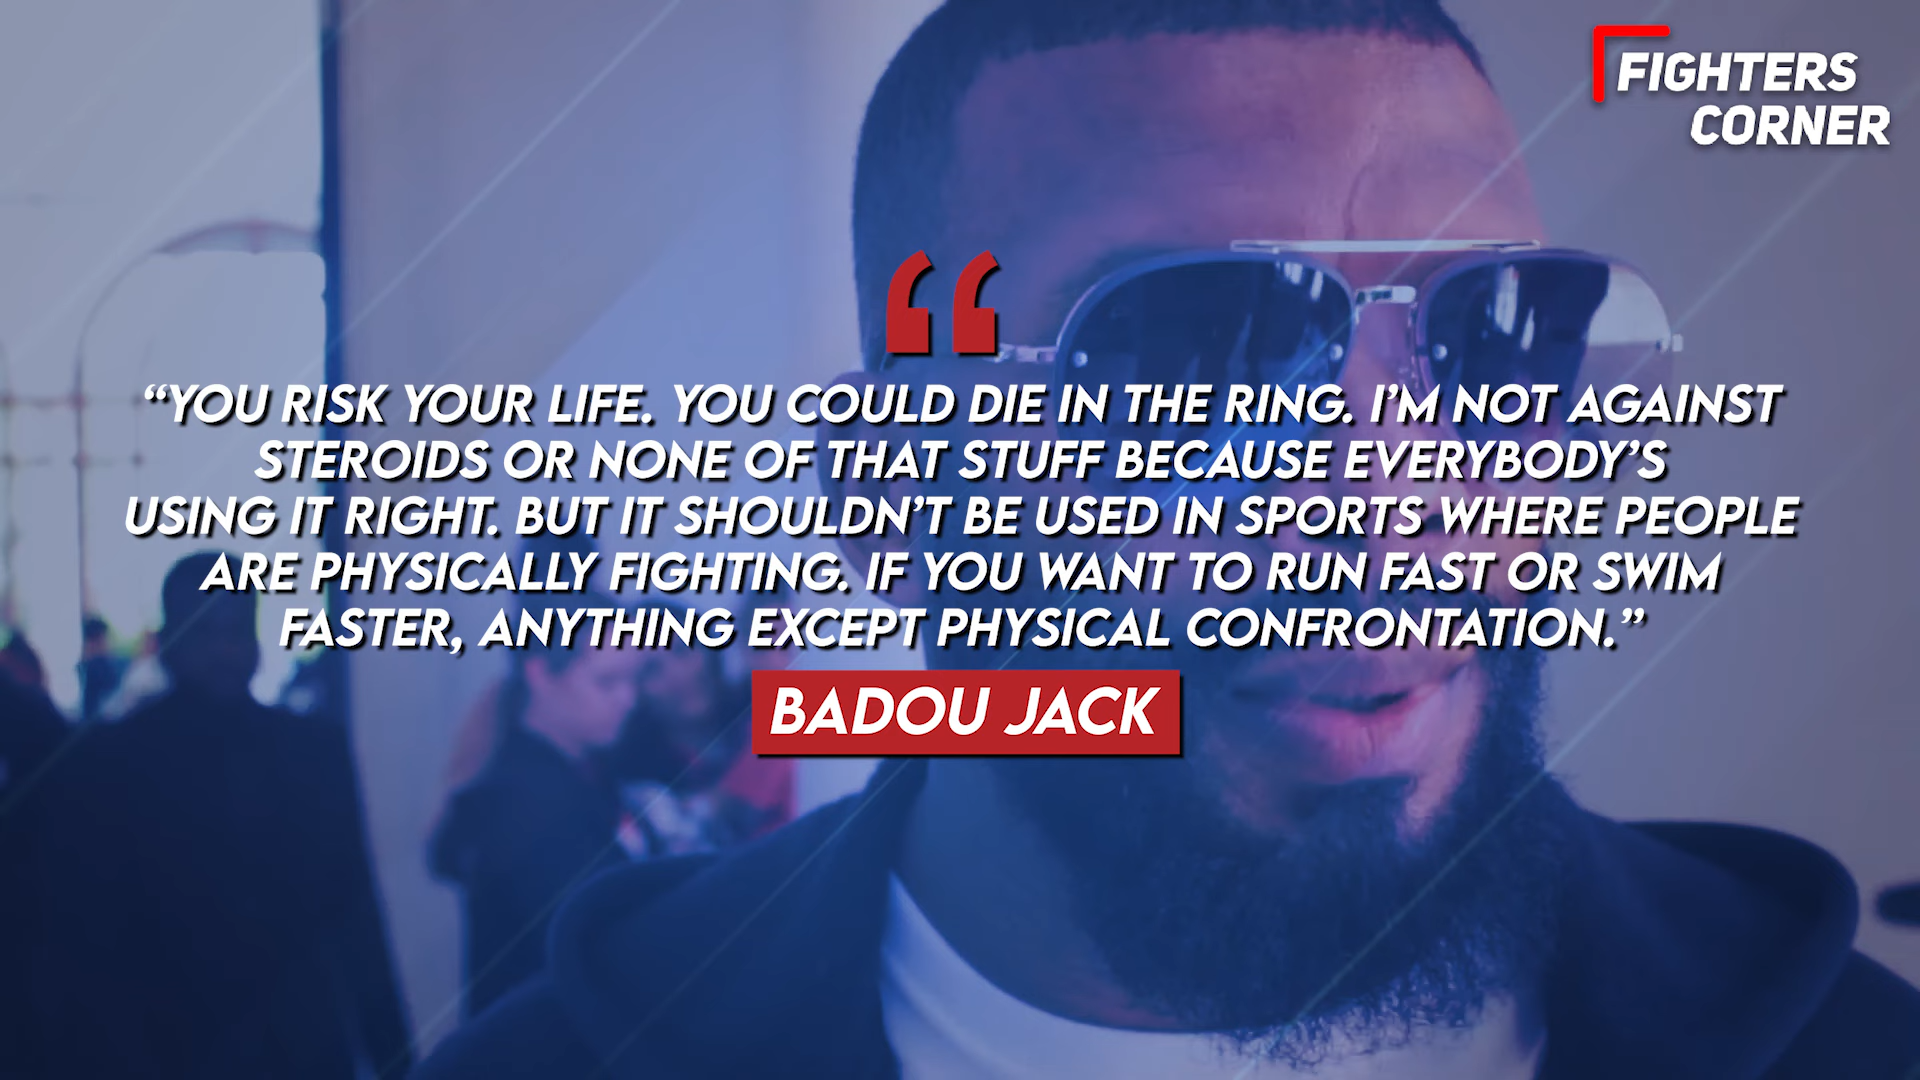 FIGHTERS
CORNER
“YOU RISK YOUR LIFE. YOU COULD DIE IN THE RING. I’M NOT AGAINST
STEROIDS OR NONE OF THAT STUFF BECAUSE EVERYBODY’S
USING IT RIGHT. BUT IT SHOULDN’T BE USED IN SPORTS WHERE PEOPLE
ARE PHYSICALLY FIGHTING. IF YOU WANT TO RUN FAST OR SWIM
FASTER, ANYTHING EXCEPT PHYSICAL CONFRONTATION.”
BADOU JACK